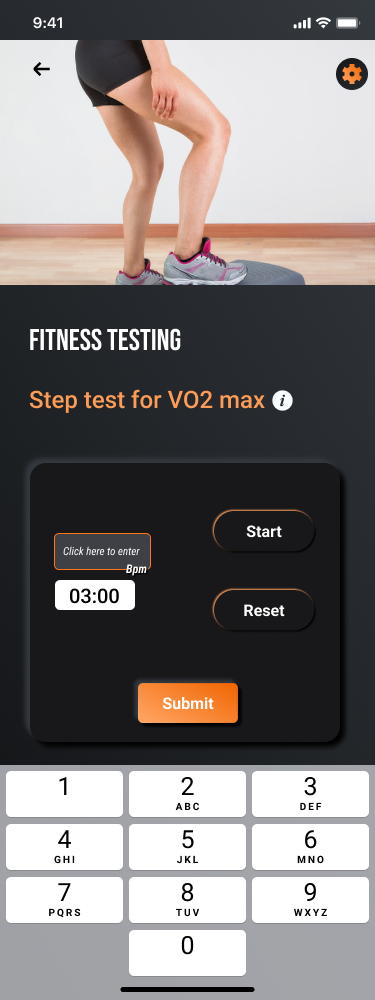 9:41
FITNESS TESTING
Step test for VO2 max i
Start
Click here to enter
Bpm
03:00
Reset
Submit
1 2 3
ABC DEF
4 5 6
GHI JKL MNO
7 8 9
PQRS TUV WXYZ
0